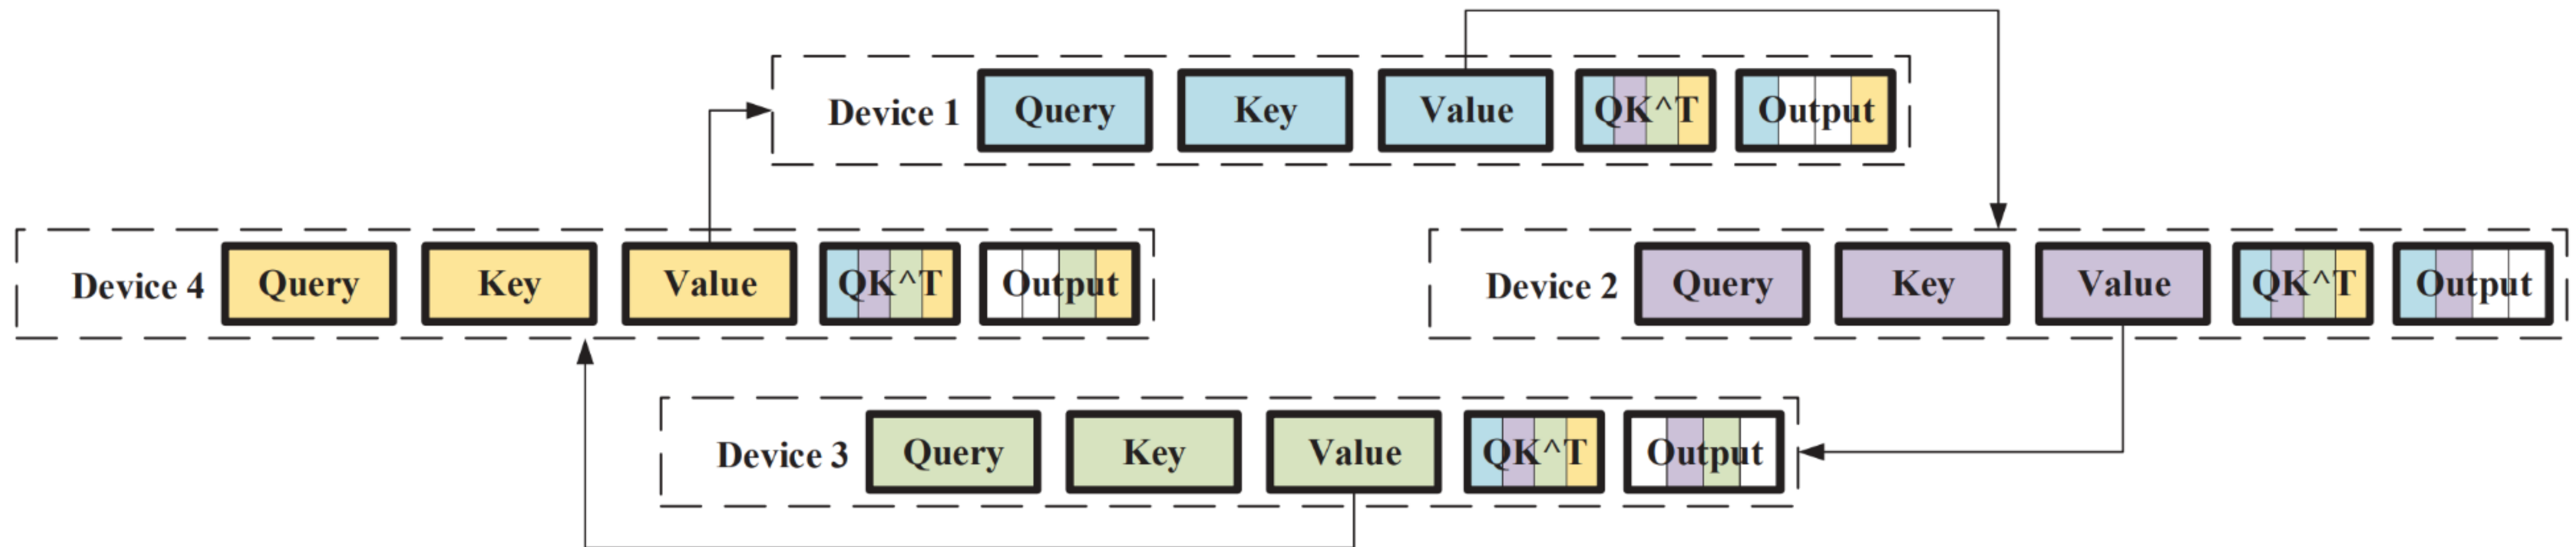 Device 1 Query Key Value QK^T Output
Device 4 Query Key Value QK^T Output
Device 2 Query Key Value QK^T Output
Device 3 Query Key Value QK^T Output